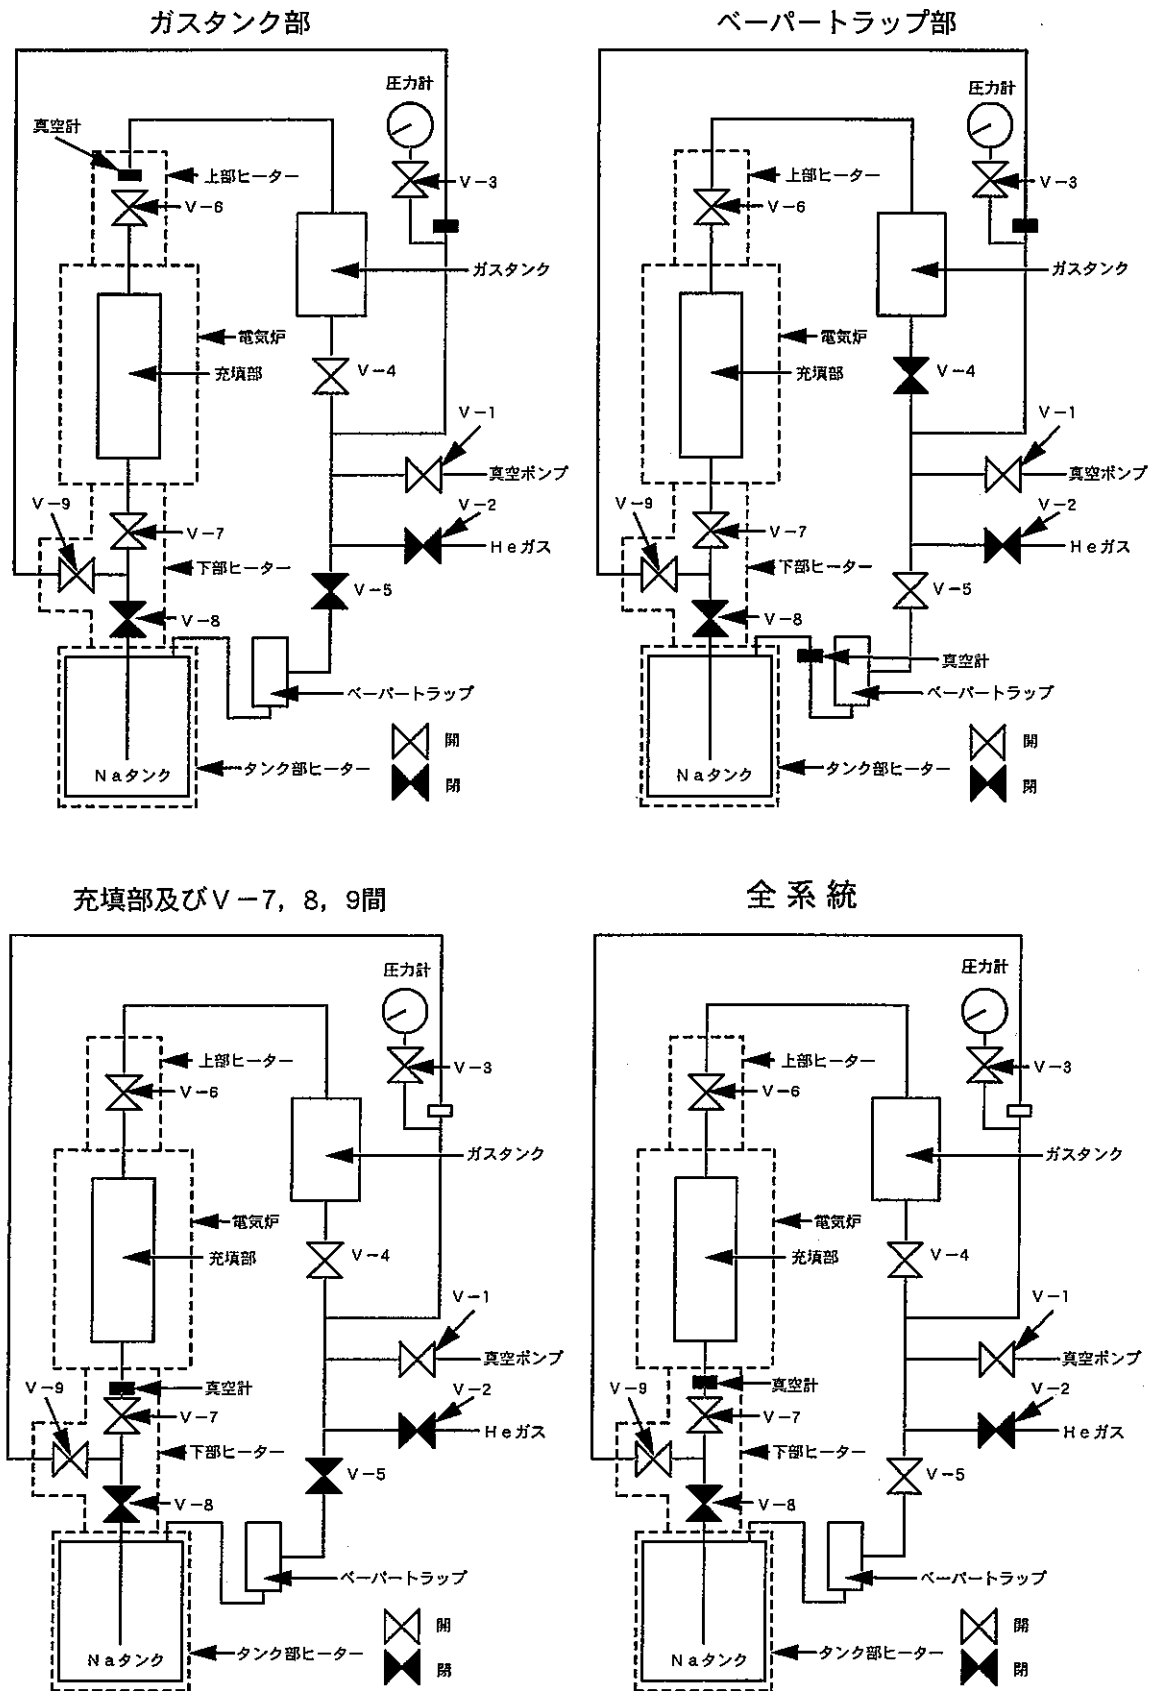 ガスタンク部
圧力計
真空計
上部ヒーター
V-3
V-6
ガスタンク
電気炉
充填部
V-4
V-1
真空ポンプ
V-9
V-2
V-7
Heガス
下部ヒーター
V-5
V-8
ベーパートラップ
開
Naタンク
タンク部ヒーター
閉
ベーパートラップ部
圧力計
上部ヒーター
V-3
V-6
ガスタンク
電気炉
充填部
V-4
V-1
真空ポンプ
V-9
V-2
V-7
Heガス
下部ヒーター
V-5
V-8
真空計
ベーパートラップ
開
Naタンク
タンク部ヒーター
閉
充填部及びV-7, 8, 9間
圧力計
上部ヒーター
V-3
V-6
ガスタンク
電気炉
充填部
V-4
V-1
真空ポンプ
V-9
真空計
V-2
V-7
Heガス
下部ヒーター
V-5
V-8
ベーパートラップ
開
Naタンク
タンク部ヒーター
閉
全系統
圧力計
上部ヒーター
V-3
V-6
ガスタンク
電気炉
充填部
V-4
V-1
真空ポンプ
V-9
真空計
V-2
V-7
Heガス
下部ヒーター
V-5
V-8
ベーパートラップ
開
Naタンク
タンク部ヒーター
閉